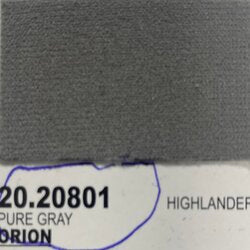 20.20801
PURE GRAY
ORION
HIGHLANDER